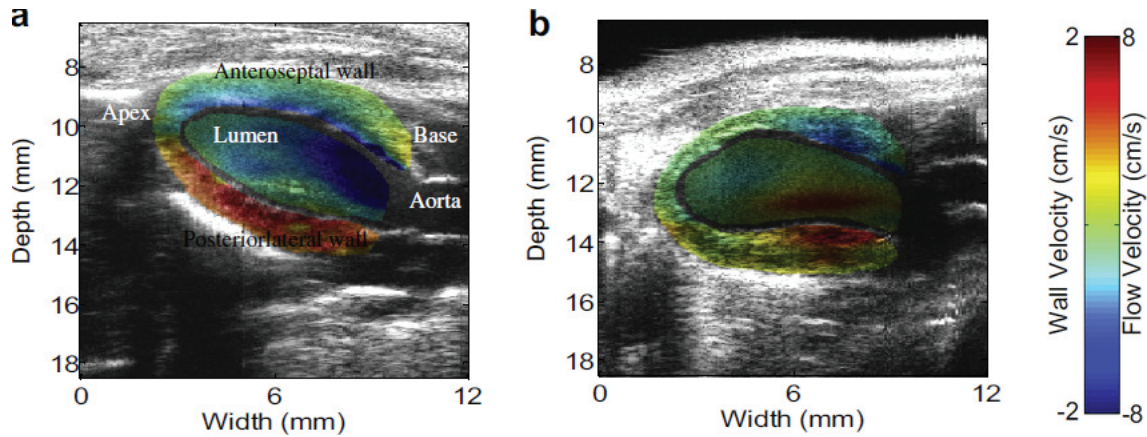 a
Depth (mm)
8
10
12
14
16
18
Anteroseptal wall
Apex
Lumen
Base
Aorta
Posteriorlateral wall
0
6
12
Width (mm)
b
Depth (mm)
8
10
12
14
16
18
0
6
12
Width (mm)
Wall Velocity (cm/s)
2
-2
8
-8
Flow Velocity (cm/s)